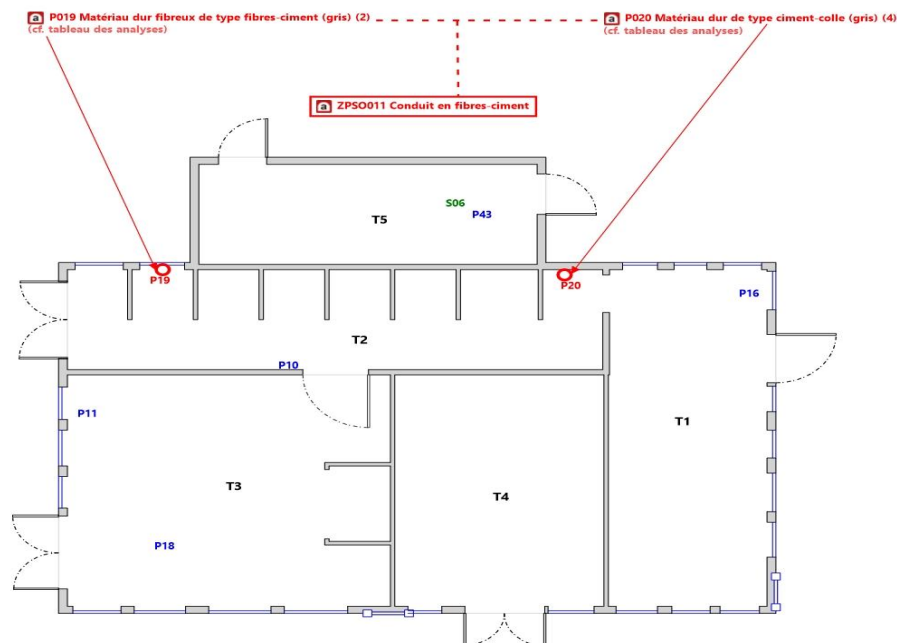 a P019 Matériau dur fibreux de type fibres-ciment (gris) (2)
(cf. tableau des analyses)
a P020 Matériau dur de type ciment-colle (gris) (4)
(cf. tableau des analyses)
a ZPSO011 Conduit en fibres-ciment
S06
P43
T5
P19
P20
P16
T2
P10
P11
T1
T3
T4
P18